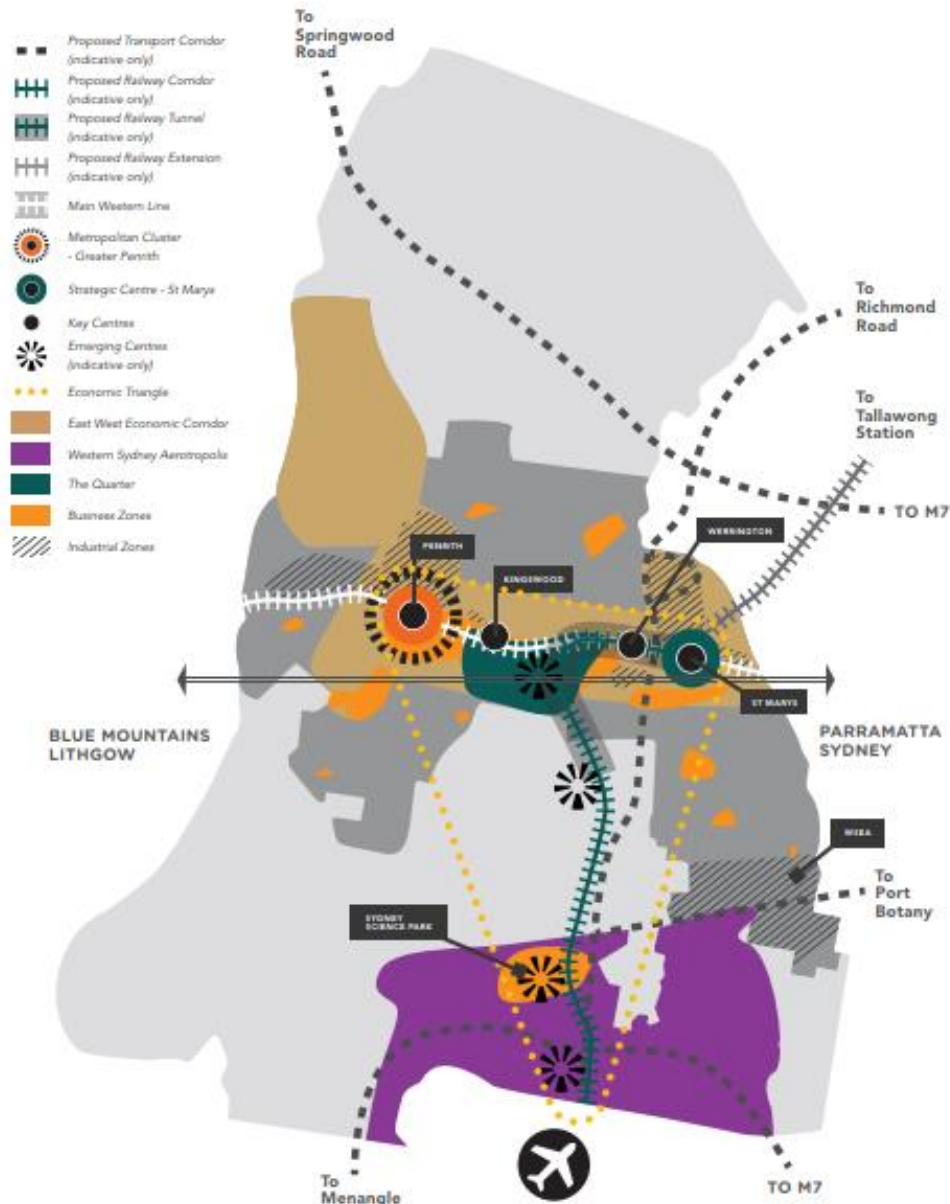 To
Springwood
Road
Proposed Transport Corridor
(indicative only)
Proposed Railway Corridor
(indicative only)
Proposed Railway Tunnel
(indicative only)
Proposed Railway Extension
(indicative only)
Main Western Line
Metropolitan Cluster
- Greater Penrith
Strategic Centre - St Marys
Key Centres
Emerging Centres
(indicative only)
Economic Triangle
East West Economic Corridor
Western Sydney Aerotropolis
The Quarter
Business Zones
Industrial Zones
To
Richmond
Road
To
Tallawong
Station
TO M7
WERRINGTON
PENRITH
KINGSWOOD
ST MARYS
BLUE MOUNTAINS
LITHGOW
PARRAMATTA
SYDNEY
WSEA
To
Port
Botany
SYDNEY
SCIENCE PARK
To
Menangle
TO M7